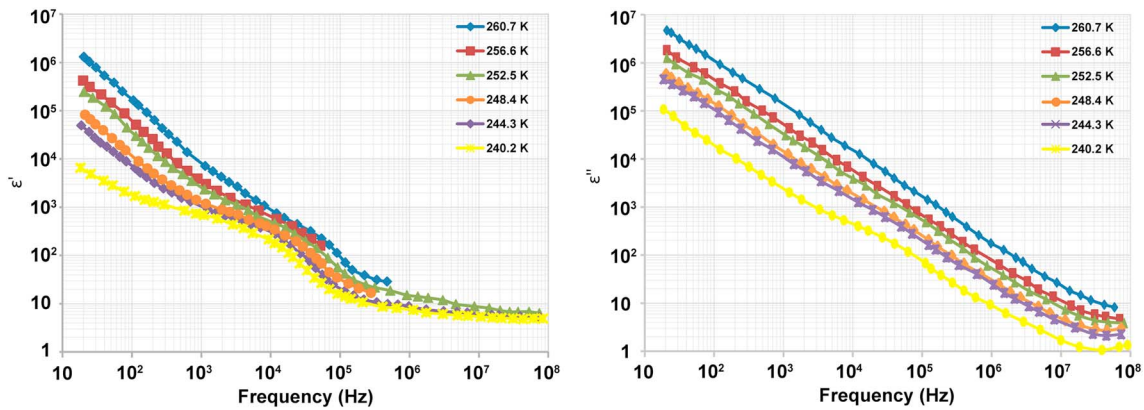 10⁷
10⁶
10⁵
10⁴
10³
10²
10
1
ε'
260.7 K
256.6 K
252.5 K
248.4 K
244.3 K
240.2 K
10 10² 10³ 10⁴ 10⁵ 10⁶ 10⁷ 10⁸
Frequency (Hz)
10⁷
10⁶
10⁵
10⁴
10³
10²
10
1
ε''
260.7 K
256.6 K
252.5 K
248.4 K
244.3 K
240.2 K
10 10² 10³ 10⁴ 10⁵ 10⁶ 10⁷ 10⁸
Frequency (Hz)